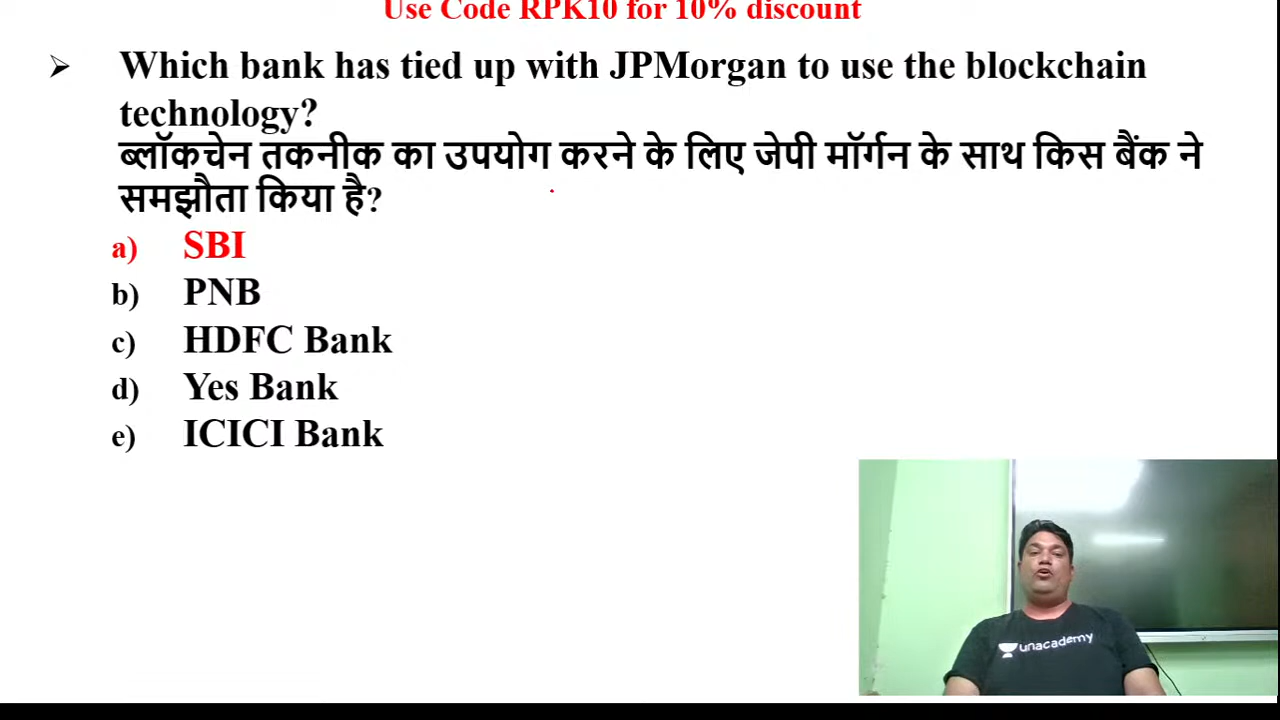 Use Code RPK10 for 10% discount
➢ Which bank has tied up with JPMorgan to use the blockchain
technology?
ब्लॉकचेन तकनीक का उपयोग करने के लिए जेपी मॉर्गन के साथ किस बैंक ने
समझौता किया है?
a) SBI
b) PNB
c) HDFC Bank
d) Yes Bank
e) ICICI Bank
unacademy